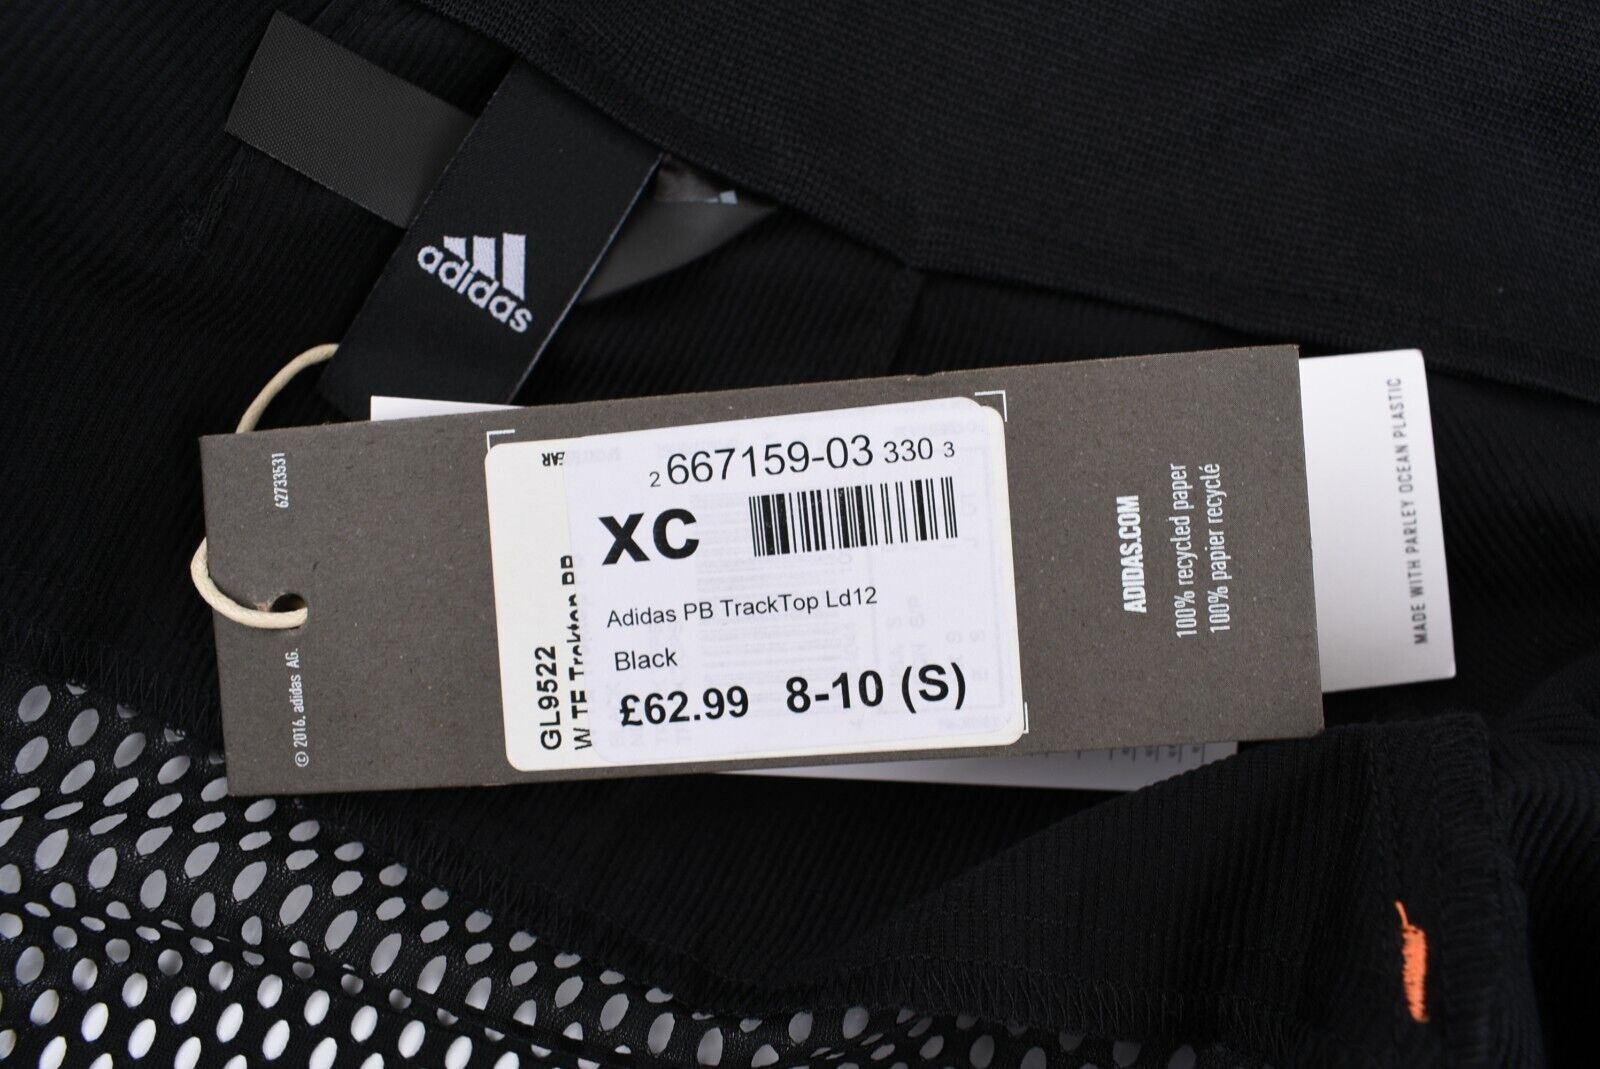 adidas
62733531
© 2016. adidas AG.
2 667159-03 330 3
XC
Adidas PB TrackTop Ld12
Black
£62.99 8-10 (S)
GL9522
W TE
ADIDAS.COM
100% recycled paper
100% papier recyclé
MADE WITH PARLEY OCEAN PLASTIC